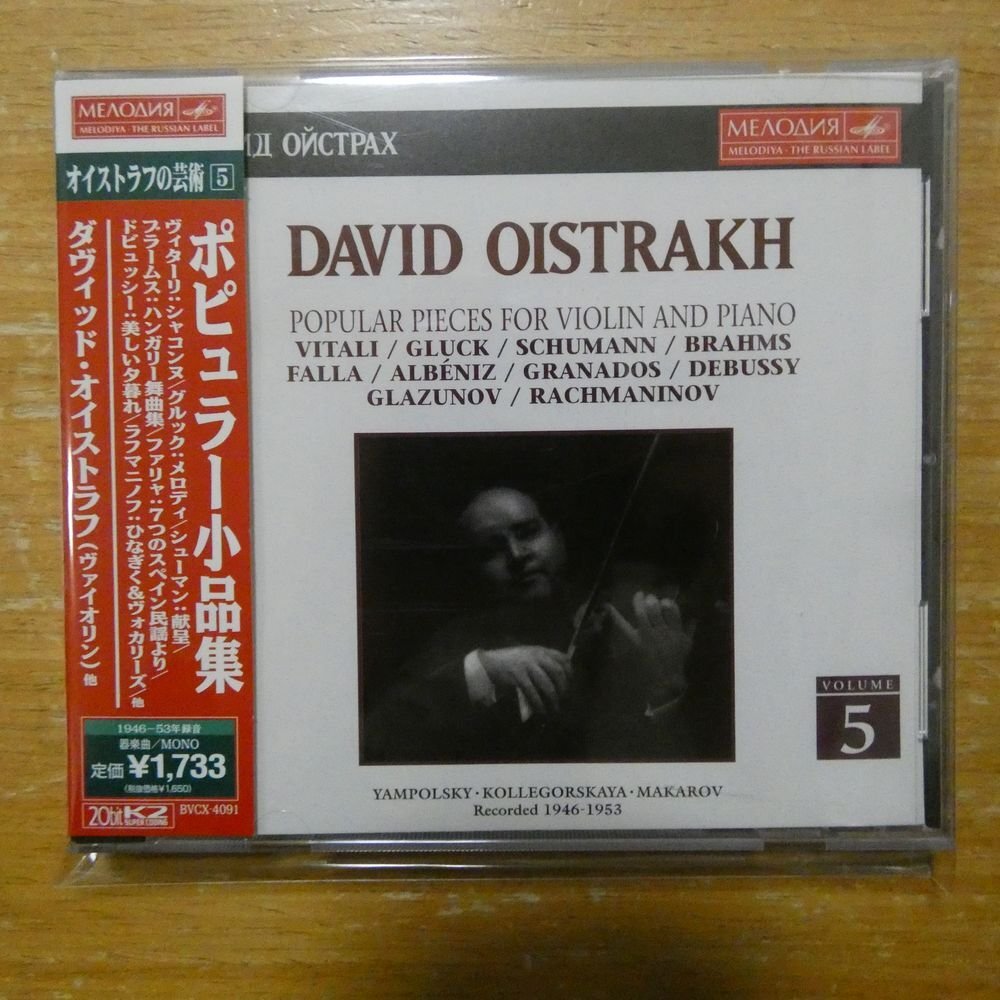 МЕЛОДИЯ
MELODIYA · THE RUSSIAN LABEL
オイストラフの芸術 5
ポピュラー小品集
ヴィターリ:シャコンヌ/グルック:メロディ/シューマン:献呈/
ブラームス:ハンガリー舞曲集/ファリャ:7つのスペイン民謡より/
ドビュッシー:美しい夕暮れ/ラフマニノフ:ひなぎく&ヴォカリーズ/他
ダヴィッド・オイストラフ(ヴァイオリン)他
1946–53年録音
器楽曲/MONO
定価 ¥1,733
(税抜価格¥1,650)
20bit K2
SUPER CODING
BVCX-4091
ИД ОЙСТРАХ
МЕЛОДИЯ
MELODIYA · THE RUSSIAN LABEL
DAVID OISTRAKH
POPULAR PIECES FOR VIOLIN AND PIANO
VITALI / GLUCK / SCHUMANN / BRAHMS
FALLA / ALBÉNIZ / GRANADOS / DEBUSSY
GLAZUNOV / RACHMANINOV
VOLUME
5
YAMPOLSKY · KOLLEGORSKAYA · MAKAROV
Recorded 1946-1953